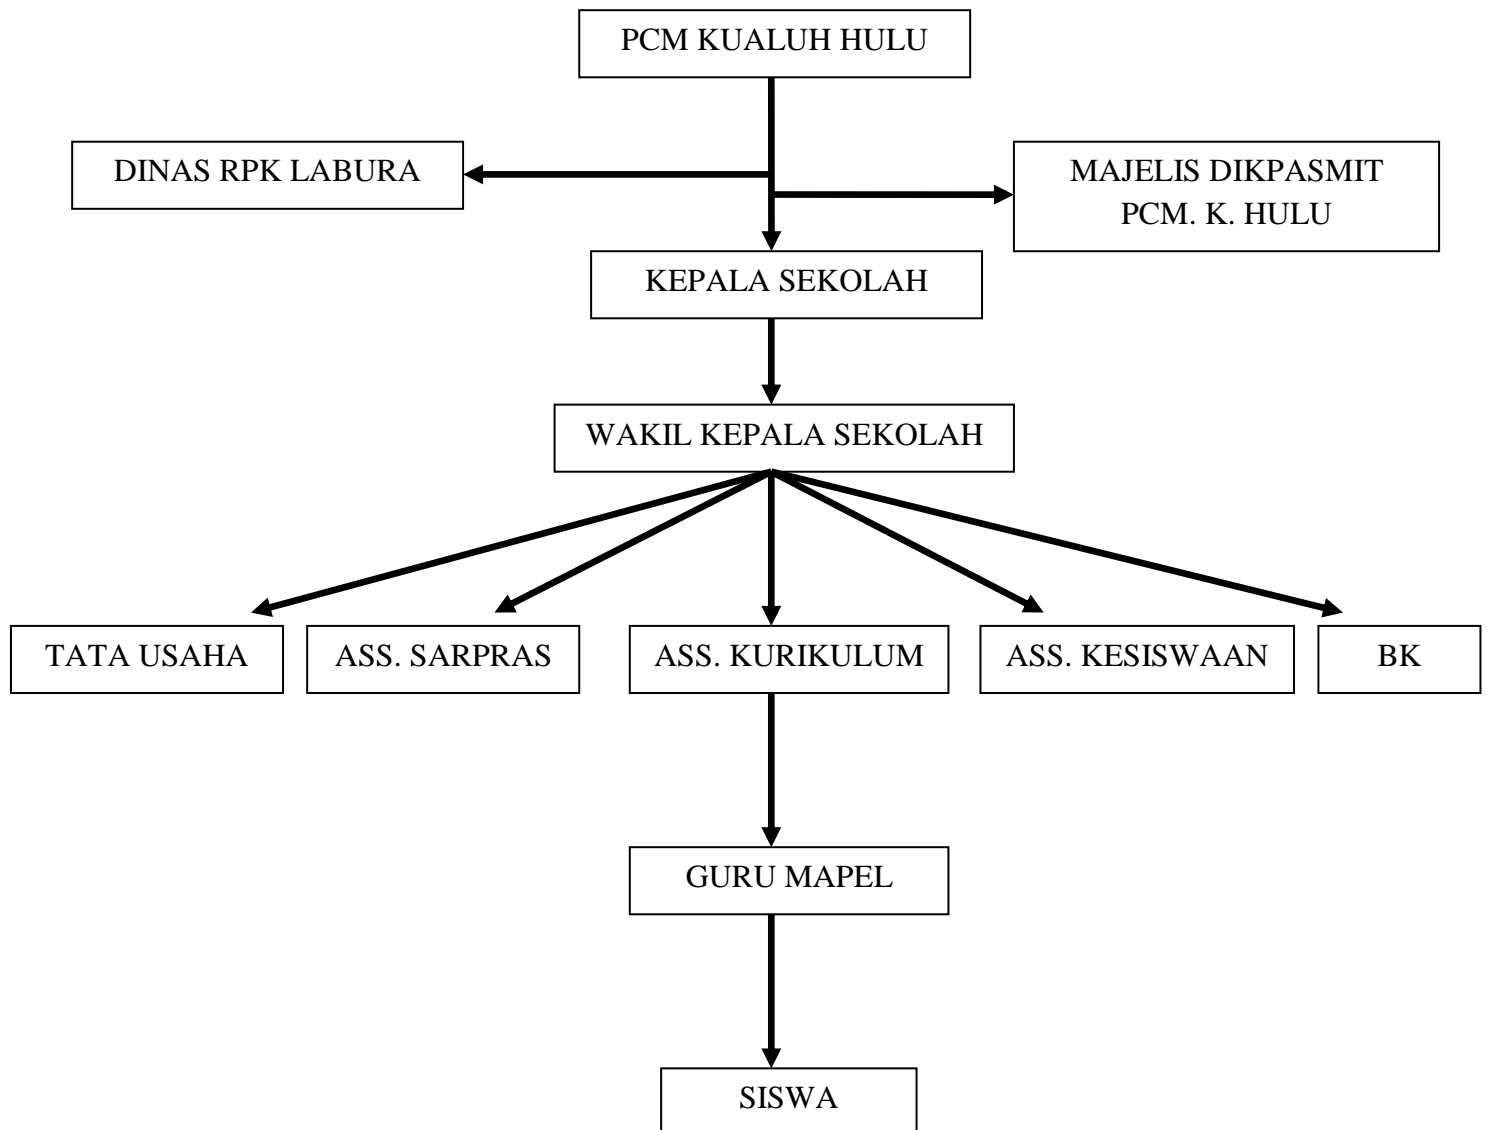 PCM KUALUH HULU
DINAS RPK LABURA
MAJELIS DIKPASMIT
PCM. K. HULU
KEPALA SEKOLAH
WAKIL KEPALA SEKOLAH
TATA USAHA
ASS. SARPRAS
ASS. KURIKULUM
ASS. KESISWAAN
BK
GURU MAPEL
SISWA